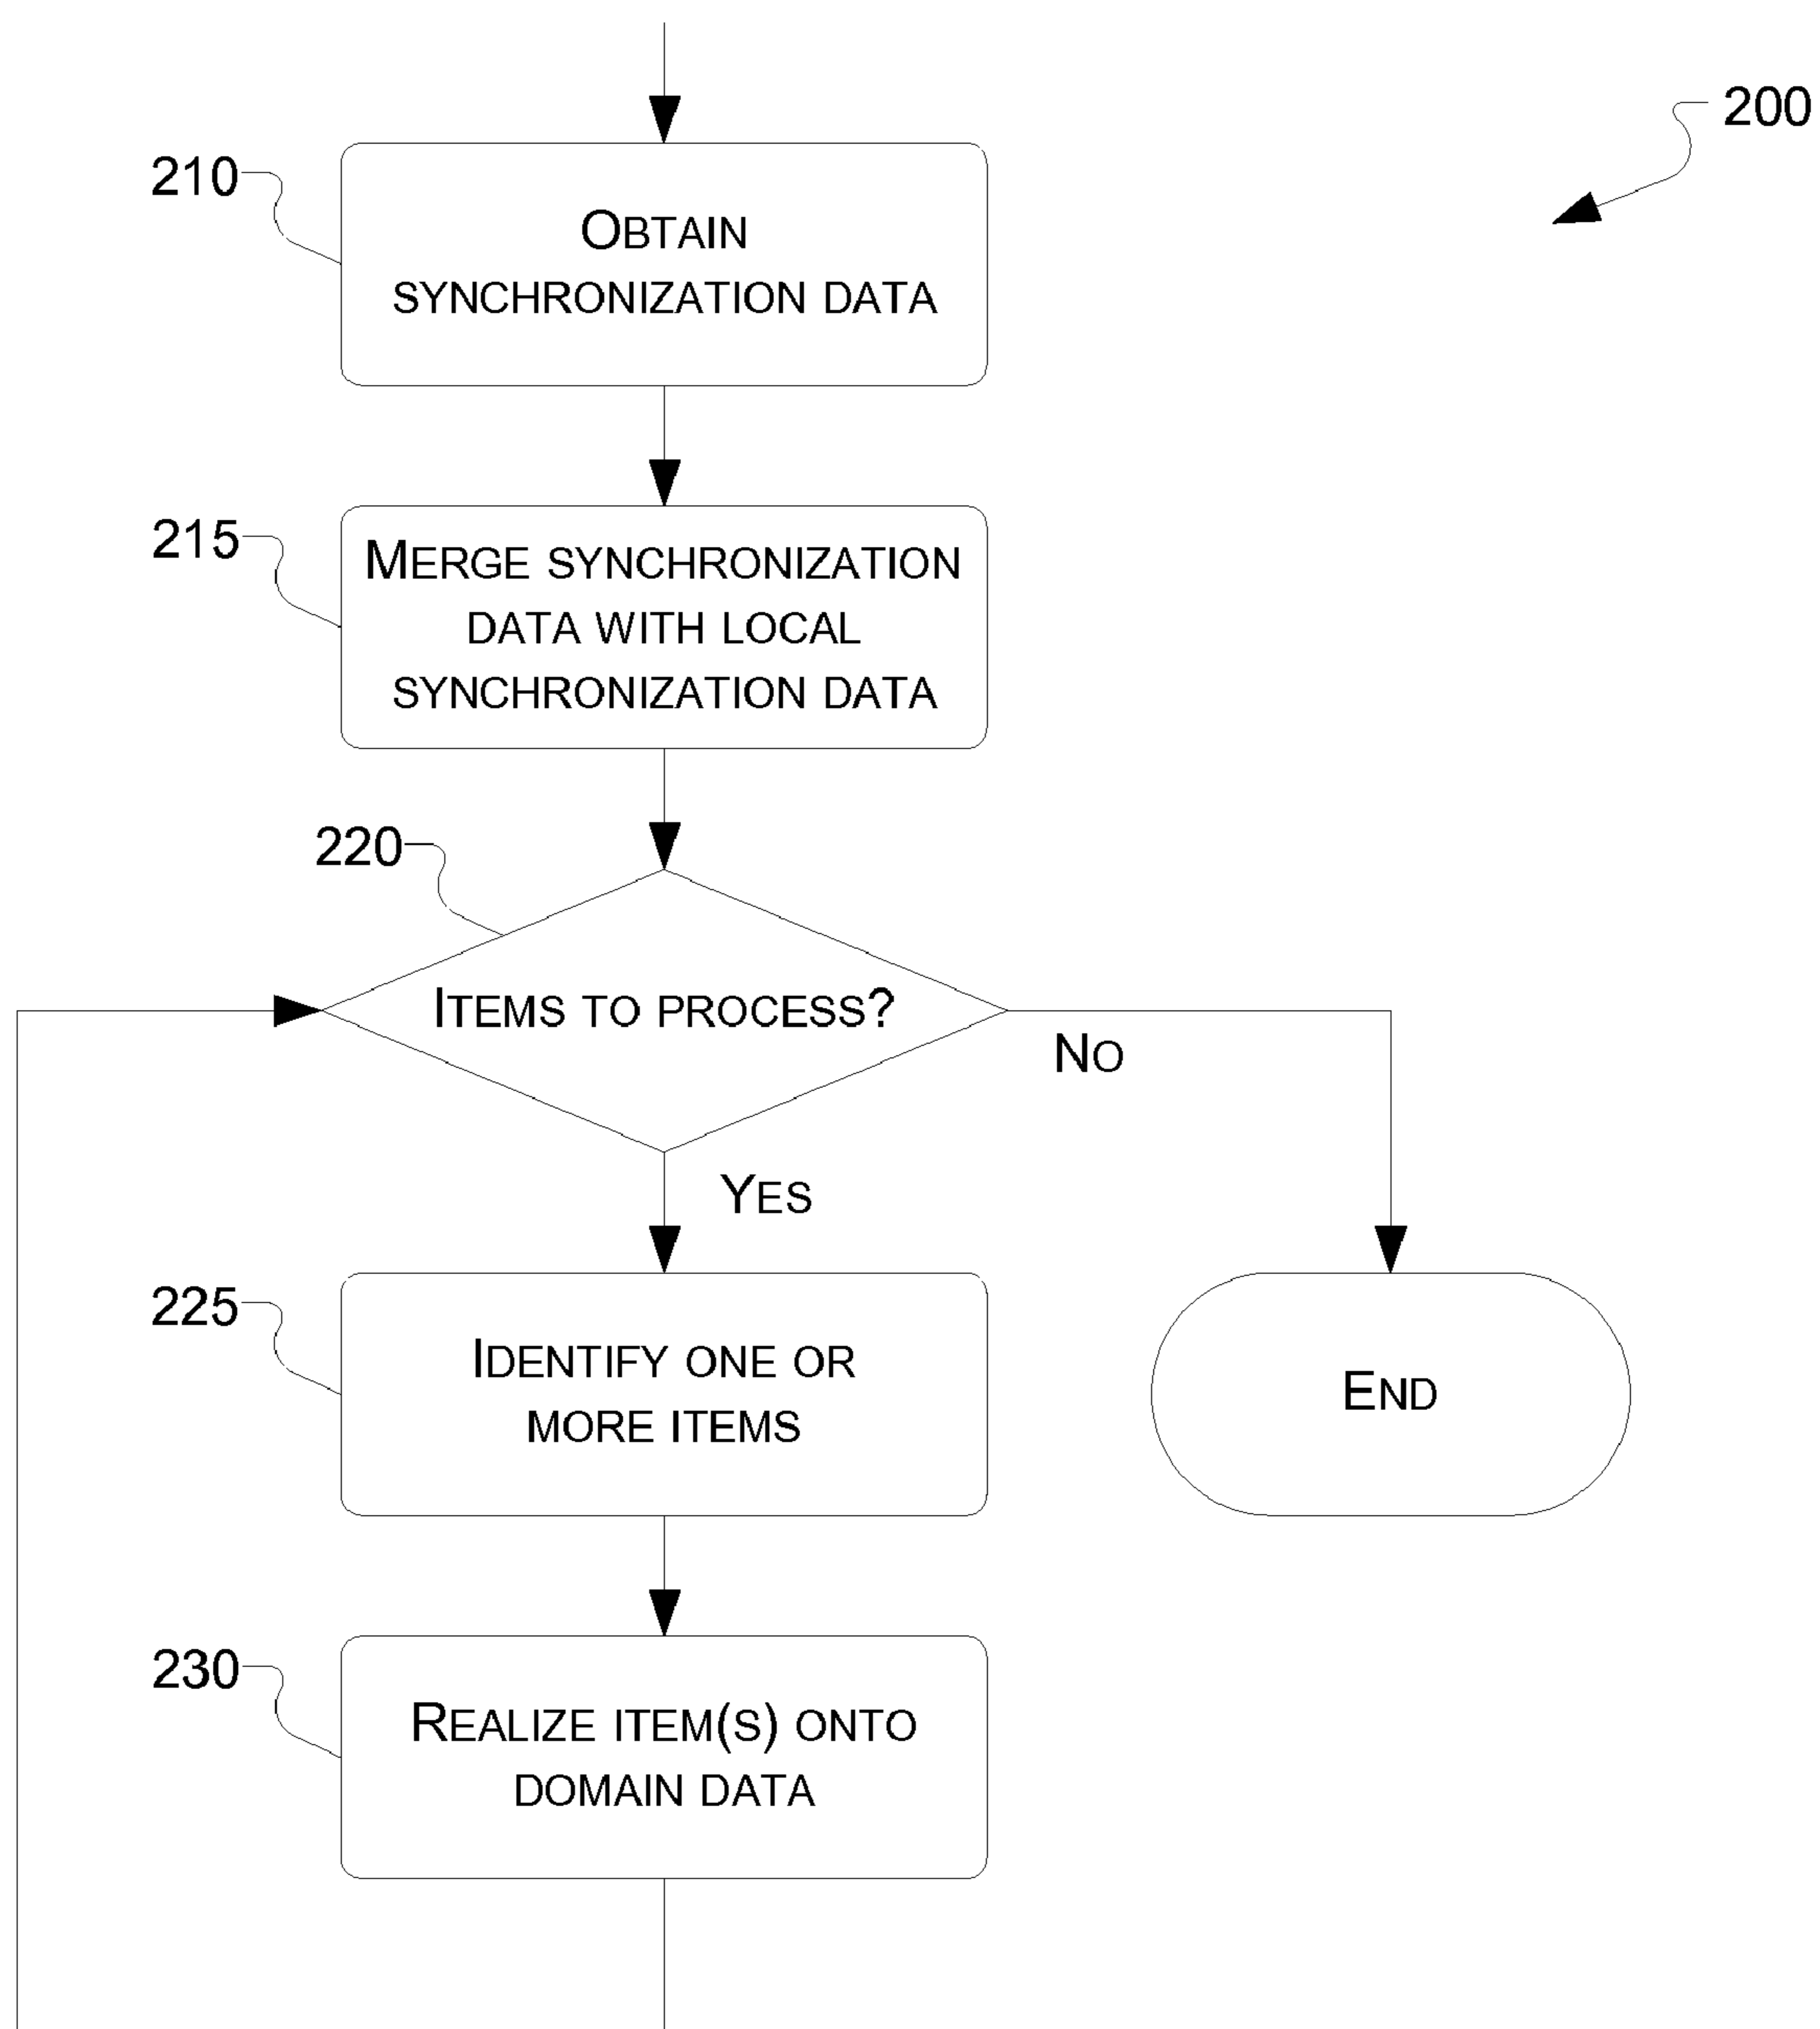 200
210
OBTAIN
SYNCHRONIZATION DATA
215
MERGE SYNCHRONIZATION
DATA WITH LOCAL
SYNCHRONIZATION DATA
220
ITEMS TO PROCESS?
NO
YES
225
IDENTIFY ONE OR
MORE ITEMS
END
230
REALIZE ITEM(S) ONTO
DOMAIN DATA